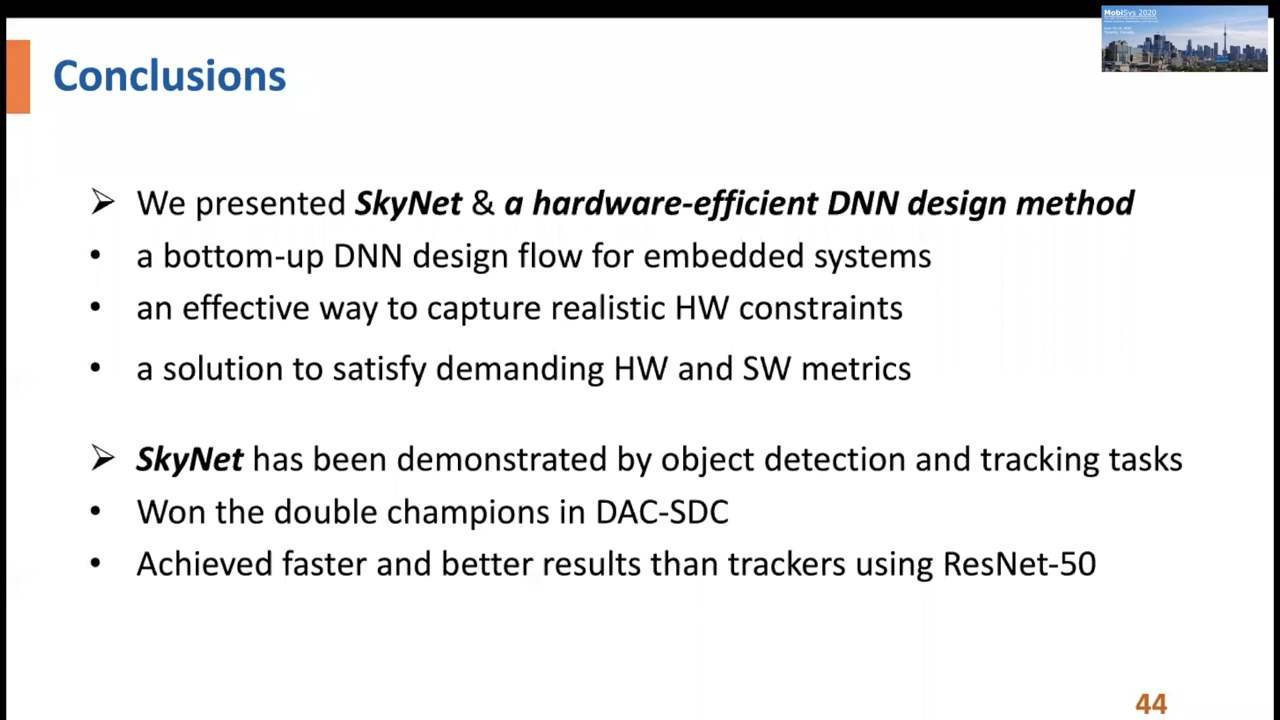 MobiSys 2020
Conclusions
➢ We presented SkyNet & a hardware-efficient DNN design method
• a bottom-up DNN design flow for embedded systems
• an effective way to capture realistic HW constraints
• a solution to satisfy demanding HW and SW metrics
➢ SkyNet has been demonstrated by object detection and tracking tasks
• Won the double champions in DAC-SDC
• Achieved faster and better results than trackers using ResNet-50
44